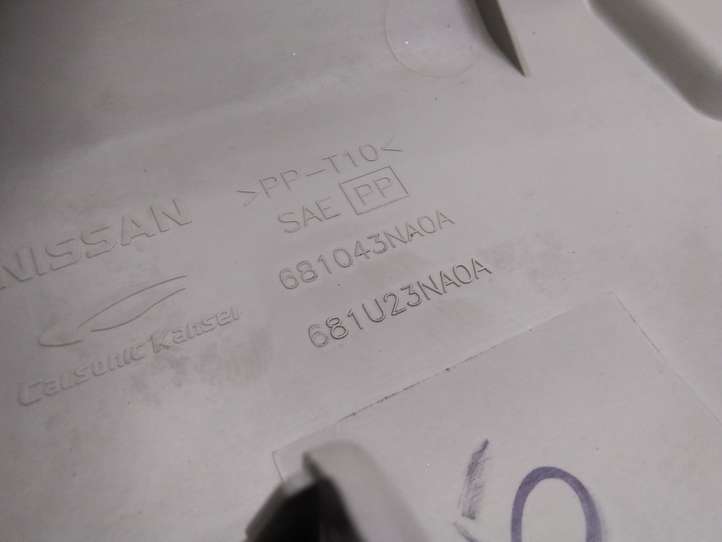 >PP-T10<
SAE PP
NISSAN
681043NA0A
681U23NA0A
Calsonic Kansei